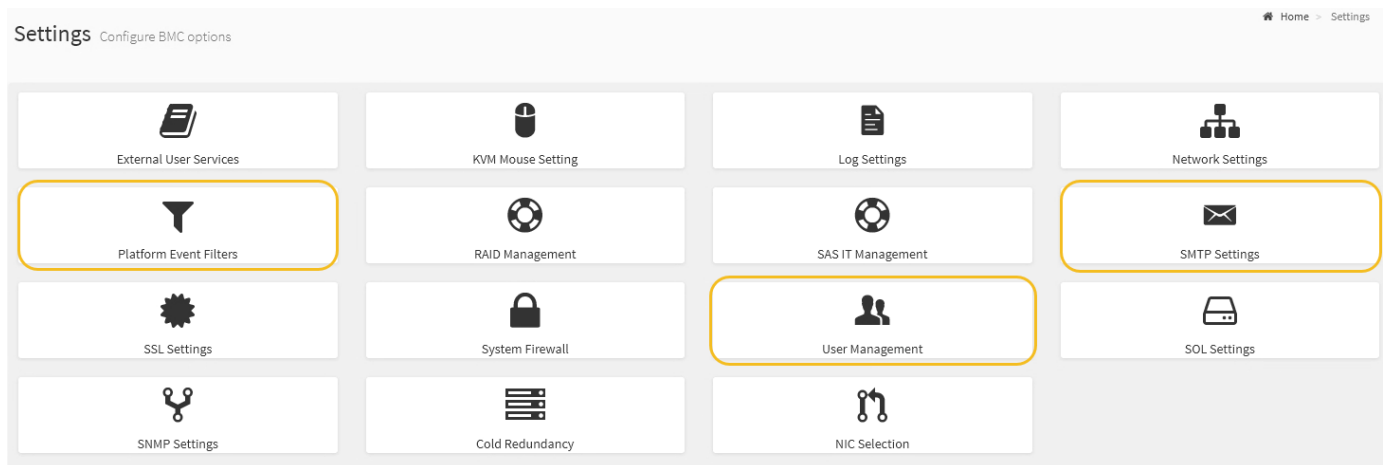 Home > Settings
Settings Configure BMC options
External User Services
KVM Mouse Setting
Log Settings
Network Settings
Platform Event Filters
RAID Management
SAS IT Management
SMTP Settings
SSL Settings
System Firewall
User Management
SOL Settings
SNMP Settings
Cold Redundancy
NIC Selection